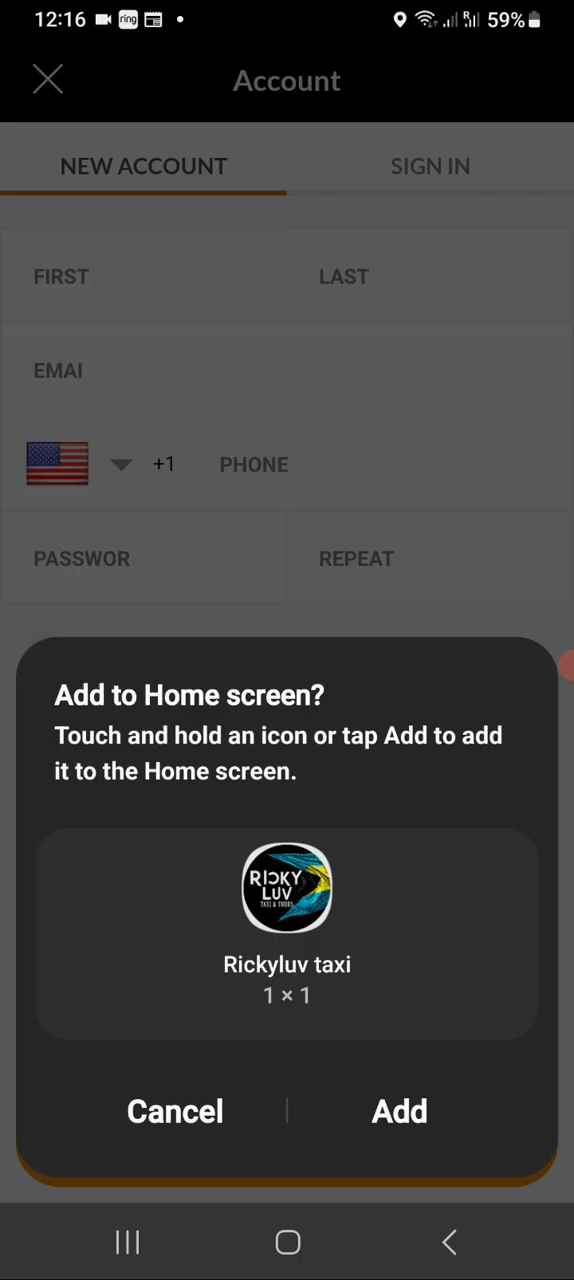 12:16 ring 59%
Account
NEW ACCOUNT SIGN IN
FIRST LAST
EMAI
+1 PHONE
PASSWOR REPEAT
Add to Home screen?
Touch and hold an icon or tap Add to add
it to the Home screen.
RICKY
LUV
TAXI & TOURS
Rickyluv taxi
1 × 1
Cancel Add